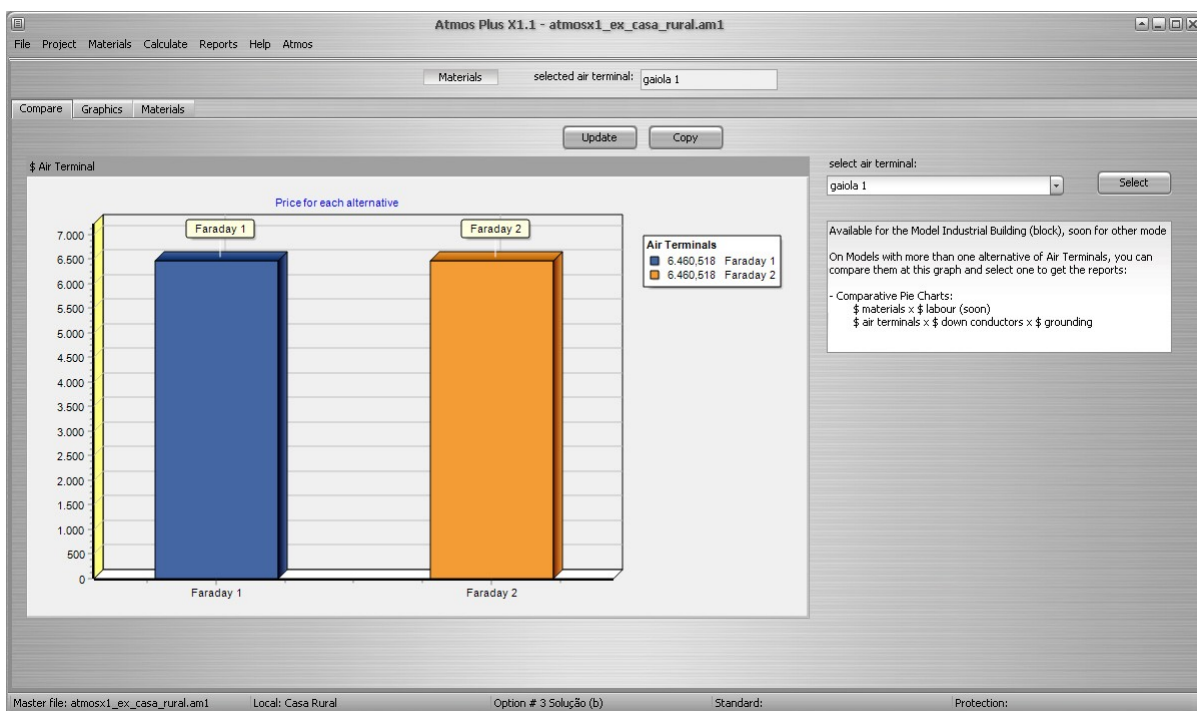 Atmos Plus X1.1 - atmosx1_ex_casa_rural.am1
File Project Materials Calculate Reports Help Atmos
Materials selected air terminal: gaiola 1
Compare Graphics Materials
Update Copy
$ Air Terminal
Price for each alternative
Faraday 1 Faraday 2
7.000
6.500
6.000
5.500
5.000
4.500
4.000
3.500
3.000
2.500
2.000
1.500
1.000
500
0
Faraday 1 Faraday 2
Air Terminals
6.460,518 Faraday 1
6.460,518 Faraday 2
select air terminal:
gaiola 1 Select
Available for the Model Industrial Building (block), soon for other mode
On Models with more than one alternative of Air Terminals, you can
compare them at this graph and select one to get the reports:
- Comparative Pie Charts:
$ materials x $ labour (soon)
$ air terminals x $ down conductors x $ grounding
Master file: atmosx1_ex_casa_rural.am1 Local: Casa Rural Option # 3 Solução (b) Standard: Protection: